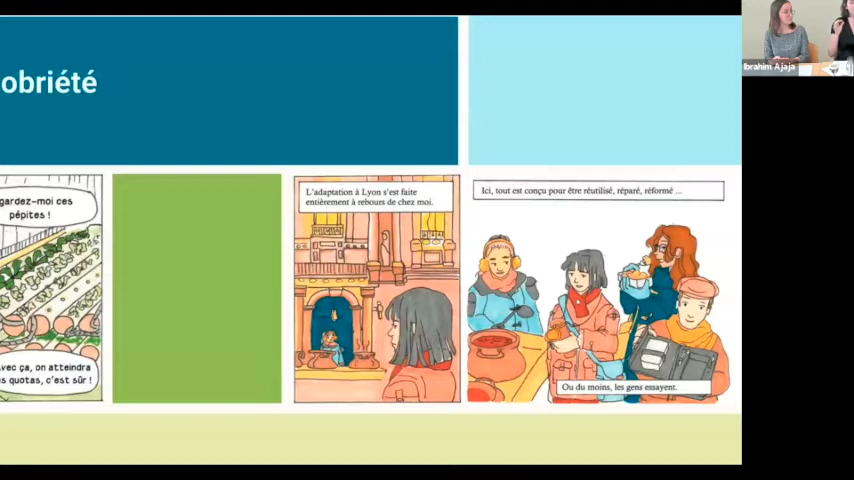 obriété
gardez-moi ces
pépites !
avec ça, on atteindra
s quotas, c'est sûr !
L'adaptation à Lyon s'est faite
entièrement à rebours de chez moi.
Ici, tout est conçu pour être réutilisé, réparé, réformé ...
Ou du moins, les gens essayent.
Ibrahim Ajaja